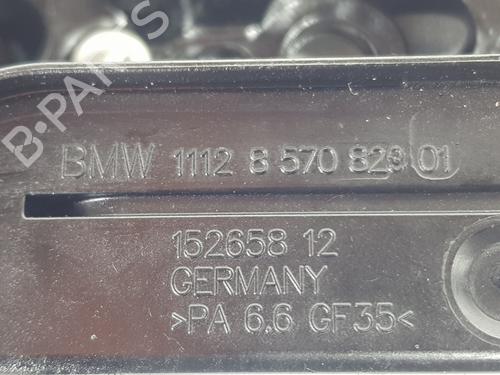 B-PARTS
BMW 1112 8 570 823 01
152658 12
GERMANY
>PA 6.6 GF35<